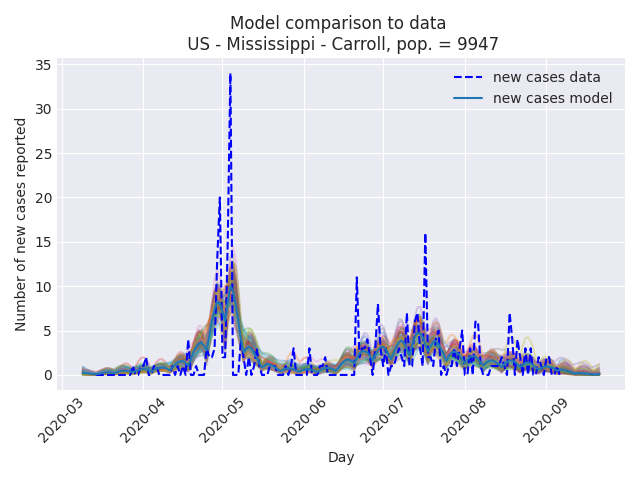 Model comparison to data
US - Mississippi - Carroll, pop. = 9947
Number of new cases reported
35
30
25
20
15
10
5
0
new cases data
new cases model
2020-03
2020-04
2020-05
2020-06
2020-07
2020-08
2020-09
Day